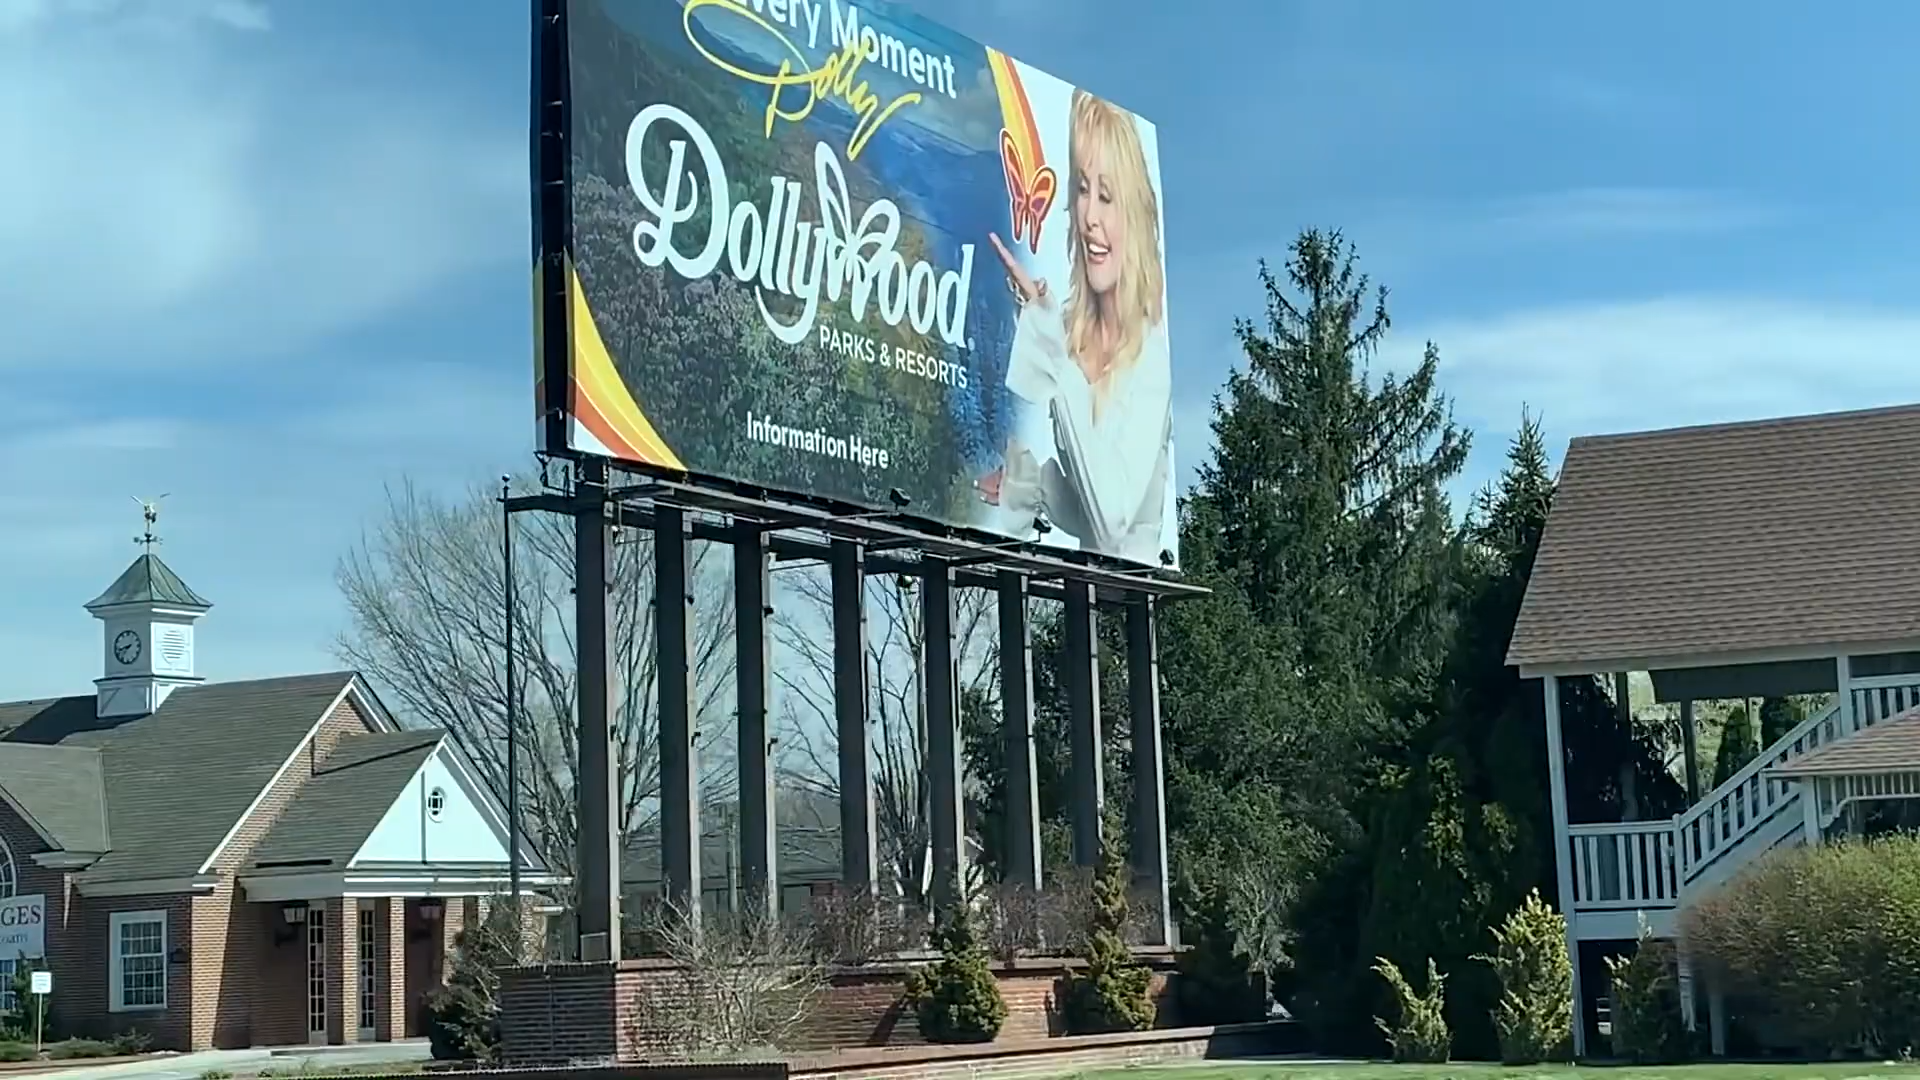 Every Moment
Dolly
Dollywood
PARKS & RESORTS
Information Here
GES